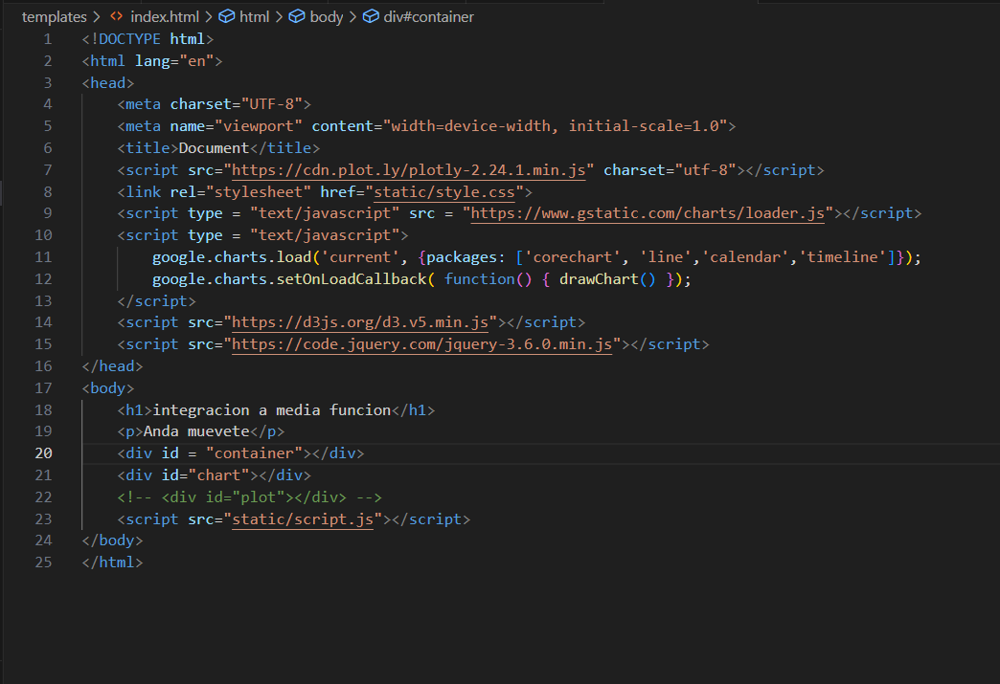 templates > index.html > html > body > div#container
1 <!DOCTYPE html>
2 <html lang="en">
3 <head>
4     <meta charset="UTF-8">
5     <meta name="viewport" content="width=device-width, initial-scale=1.0">
6     <title>Document</title>
7     <script src="https://cdn.plot.ly/plotly-2.24.1.min.js" charset="utf-8"></script>
8     <link rel="stylesheet" href="static/style.css">
9     <script type = "text/javascript" src = "https://www.gstatic.com/charts/loader.js"></script>
10     <script type = "text/javascript">
11         google.charts.load('current', {packages: ['corechart', 'line','calendar','timeline']});
12         google.charts.setOnLoadCallback( function() { drawChart() });
13     </script>
14     <script src="https://d3js.org/d3.v5.min.js"></script>
15     <script src="https://code.jquery.com/jquery-3.6.0.min.js"></script>
16 </head>
17 <body>
18     <h1>integracion a media funcion</h1>
19     <p>Anda muevete</p>
20     <div id = "container"></div>
21     <div id="chart"></div>
22     <!-- <div id="plot"></div> -->
23     <script src="static/script.js"></script>
24 </body>
25 </html>